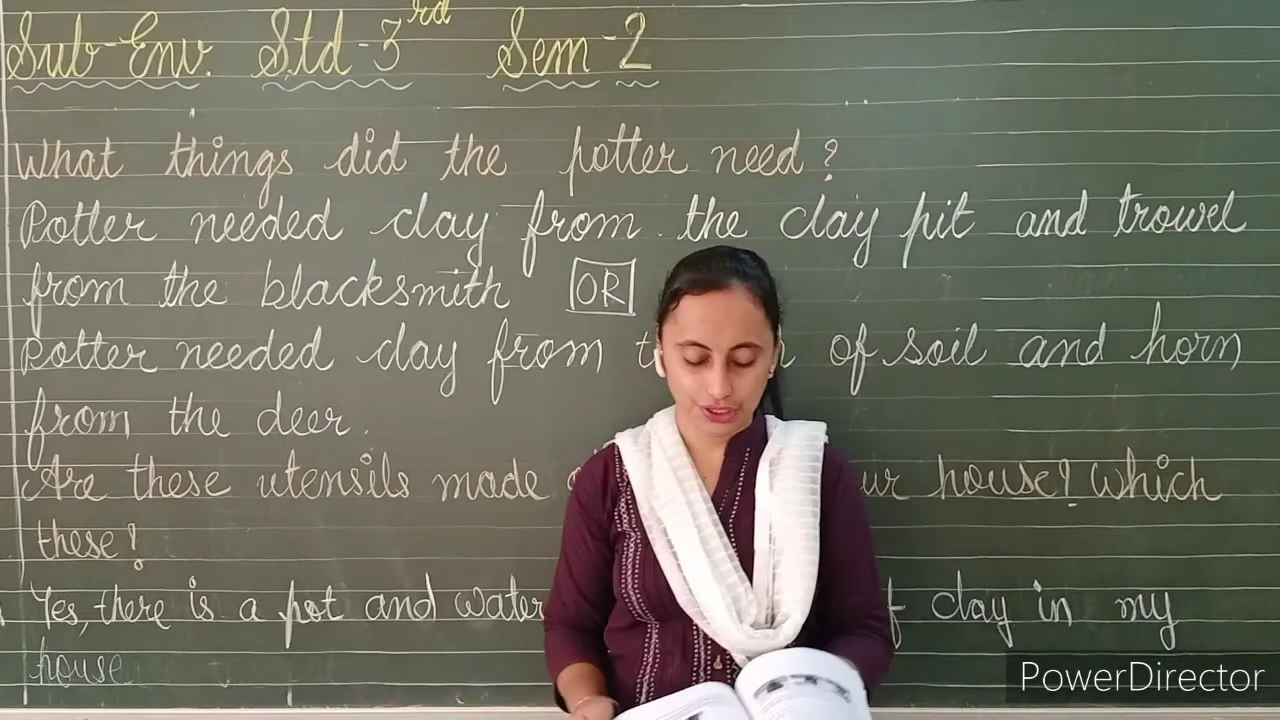 Sub-Env. Std-3rd Sem-2
What things did the potter need?
Potter needed clay from the clay pit and trowel
from the blacksmith OR
Potter needed clay from of soil and horn
from the deer.
Are these utensils made house? Which
these?
Yes, there is a pot and water clay in my
house
PowerDirector